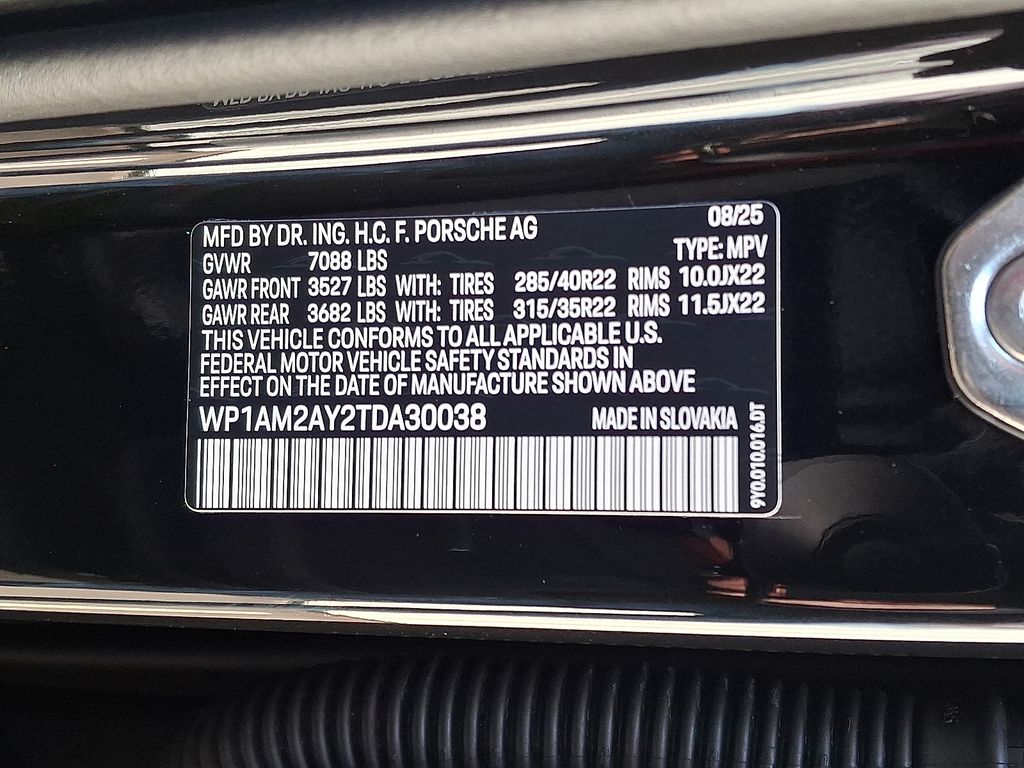 MFD BY DR. ING. H.C. F. PORSCHE AG 08/25
GVWR 7088 LBS TYPE: MPV
GAWR FRONT 3527 LBS WITH: TIRES 285/40R22 RIMS 10.0JX22
GAWR REAR 3682 LBS WITH: TIRES 315/35R22 RIMS 11.5JX22
THIS VEHICLE CONFORMS TO ALL APPLICABLE U.S.
FEDERAL MOTOR VEHICLE SAFETY STANDARDS IN
EFFECT ON THE DATE OF MANUFACTURE SHOWN ABOVE
WP1AM2AY2TDA30038 MADE IN SLOVAKIA
9Y0.010.016.DT